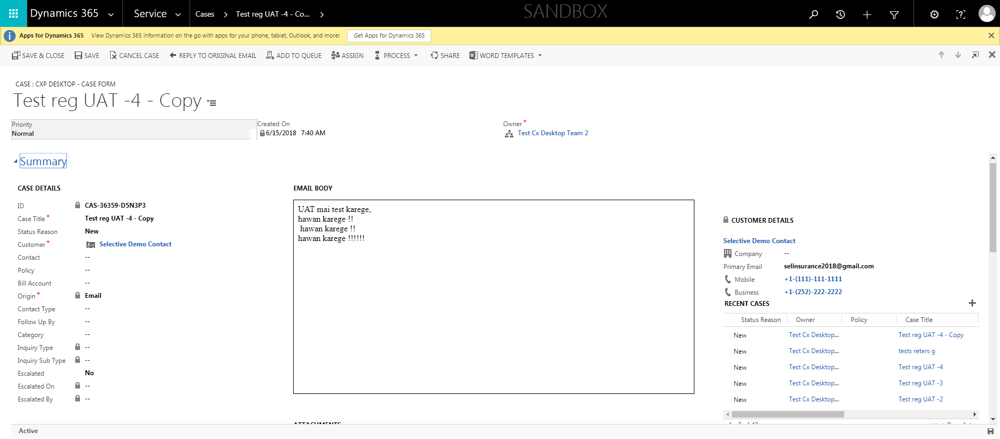 Dynamics 365
Service
Cases
Test reg UAT -4 - Co...
SANDBOX
Apps for Dynamics 365 View Dynamics 365 information on the go with apps for your phone, tablet, Outlook, and more! Get Apps for Dynamics 365
SAVE & CLOSE SAVE CANCEL CASE REPLY TO ORIGINAL EMAIL ADD TO QUEUE ASSIGN PROCESS SHARE WORD TEMPLATES
CASE : CXP DESKTOP - CASE FORM
Test reg UAT -4 - Copy
Priority
Normal
Created On
6/15/2018 7:40 AM
Owner *
Test Cx Desktop Team 2
Summary
CASE DETAILS
ID CAS-36359-D5N3P3
Case Title * Test reg UAT -4 - Copy
Status Reason New
Customer * Selective Demo Contact
Contact --
Policy --
Bill Account --
Origin * Email
Contact Type --
Follow Up By --
Category --
Inquiry Type --
Inquiry Sub Type --
Escalated No
Escalated On --
Escalated By --
EMAIL BODY
UAT mai test karege,
hawan karege !!
hawan karege !!
hawan karege !!!!!!
ATTACHMENTS
CUSTOMER DETAILS
Selective Demo Contact
Company --
Primary Email selinsurance2018@gmail.com
Mobile +1-(111)-111-1111
Business +1-(252)-222-2222
RECENT CASES
Status Reason Owner Policy Case Title
New Test Cx Desktop... Test reg UAT -4 - Copy
New Test Cx Desktop... tests reters g
New Test Cx Desktop... Test reg UAT -4
New Test Cx Desktop... Test reg UAT -3
New Test Cx Desktop... Test reg UAT -2
Active